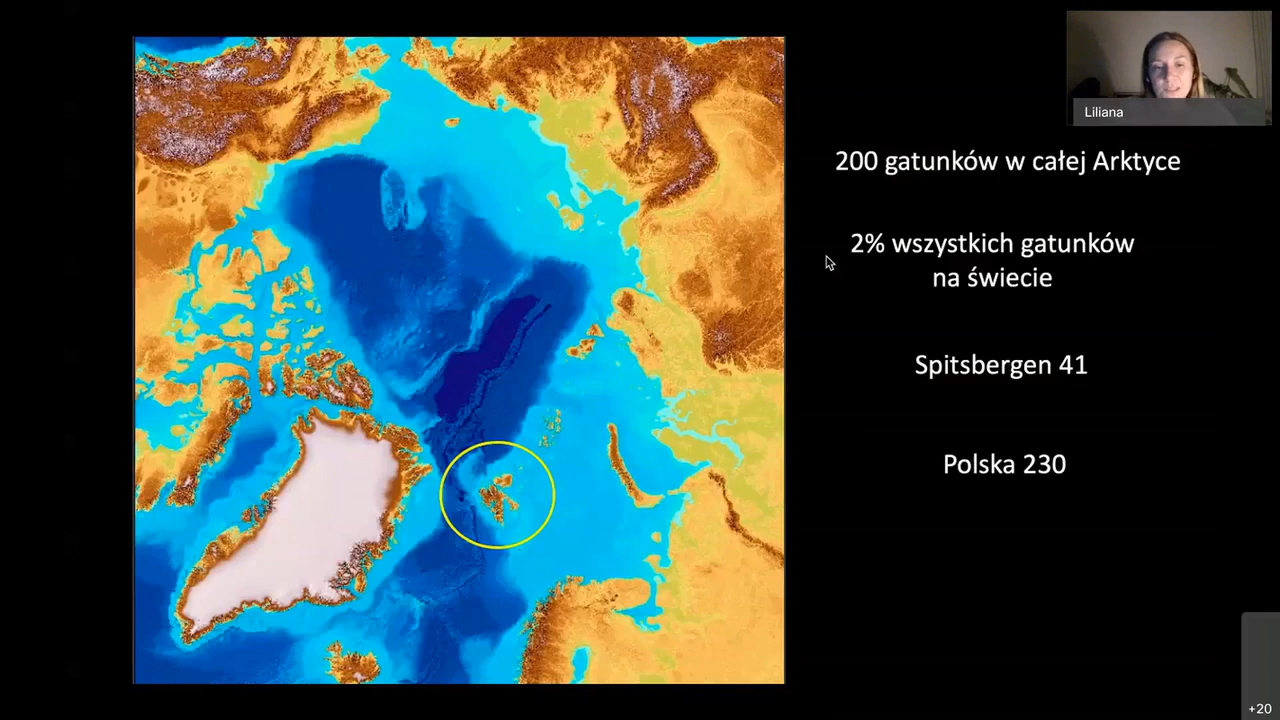 Liliana
200 gatunków w całej Arktyce
2% wszystkich gatunków
na świecie
Spitsbergen 41
Polska 230
+20